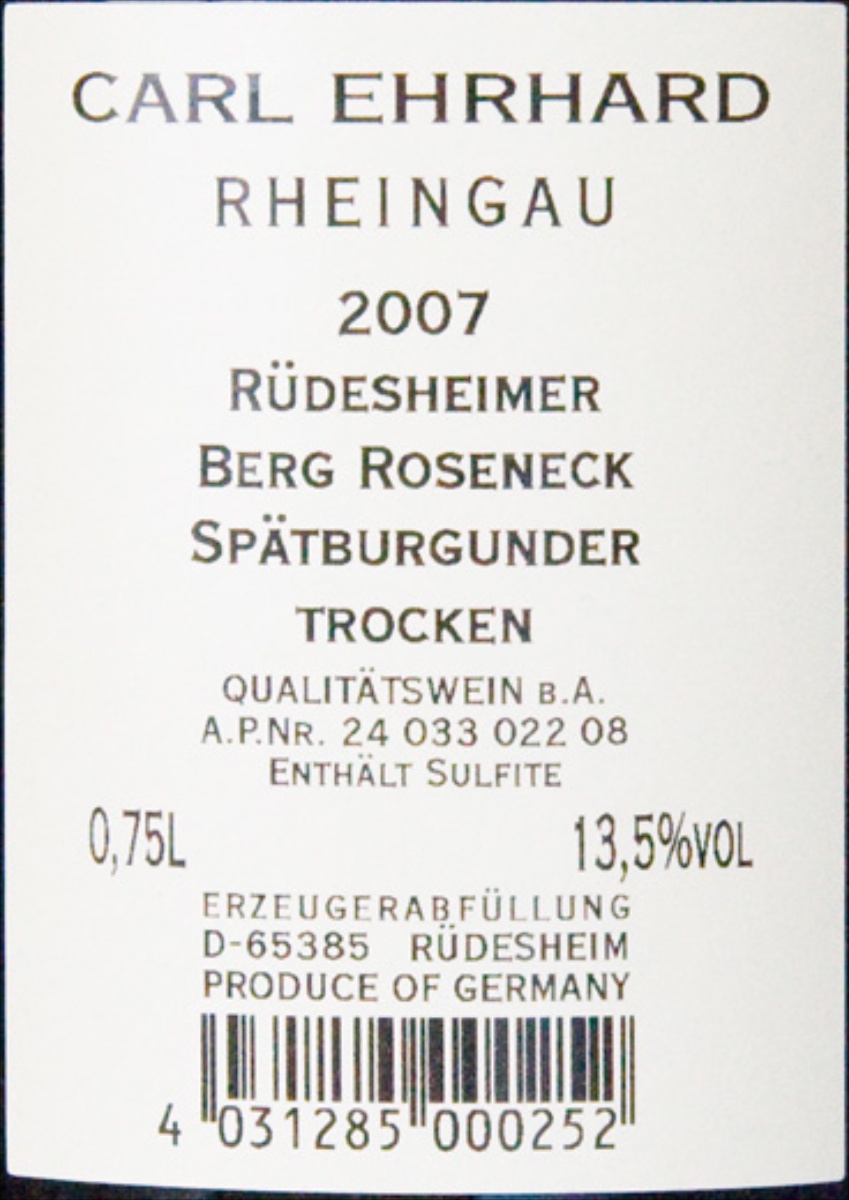 CARL EHRHARD
RHEINGAU
2007
RÜDESHEIMER
BERG ROSENECK
SPÄTBURGUNDER
TROCKEN
QUALITÄTSWEIN B.A.
A.P.NR. 24 033 022 08
ENTHÄLT SULFITE
0,75L 13,5%VOL
ERZEUGERABFÜLLUNG
D-65385 RÜDESHEIM
PRODUCE OF GERMANY
4 031285 000252